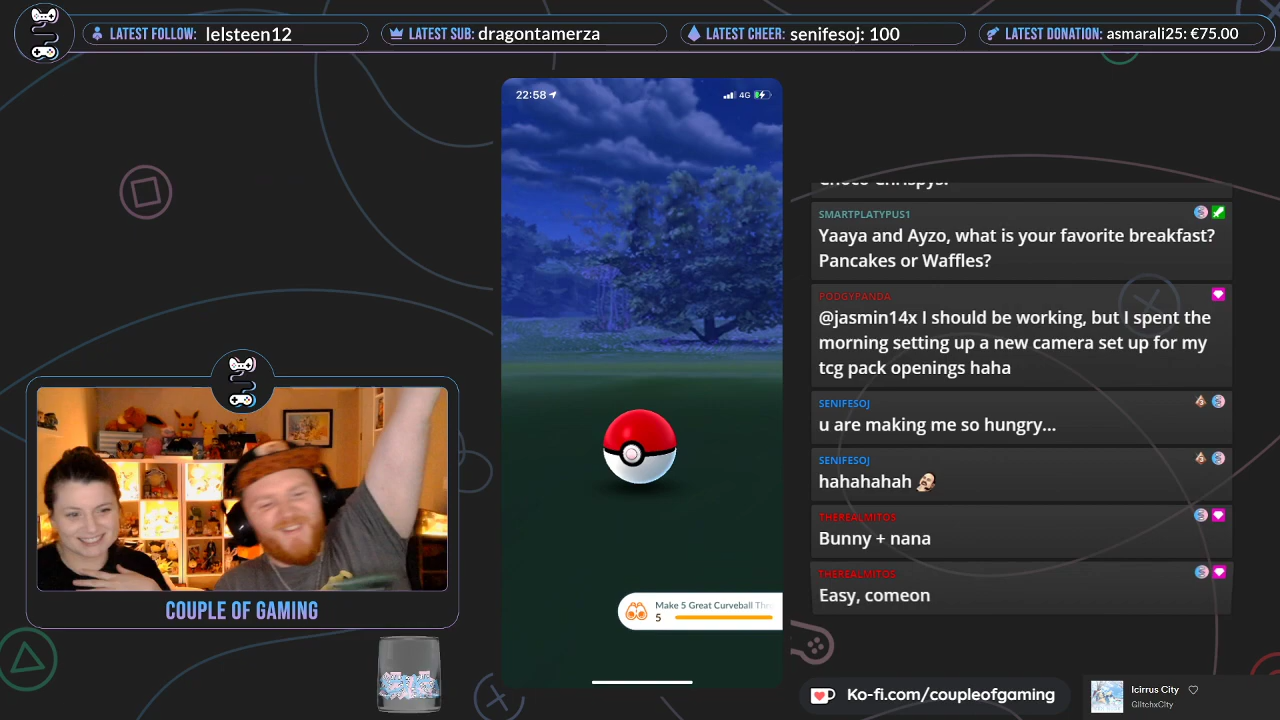 LATEST FOLLOW: lelsteen12
LATEST SUB: dragontamerza
LATEST CHEER: senifesoj: 100
LATEST DONATION: asmarali25: €75.00
22:58
4G
Make 5 Great Curveball
5
SMARTPLATYPUS1
Yaaya and Ayzo, what is your favorite breakfast?
Pancakes or Waffles?
PODGYPANDA
@jasmin14x I should be working, but I spent the
morning setting up a new camera set up for my
tcg pack openings haha
SENIFESOJ
u are making me so hungry...
SENIFESOJ
hahahahah
THEREALMITOS
Bunny + nana
THEREALMITOS
Easy, comeon
COUPLE OF GAMING
Ko-fi.com/coupleofgaming
Icirrus City
GlitchxCity